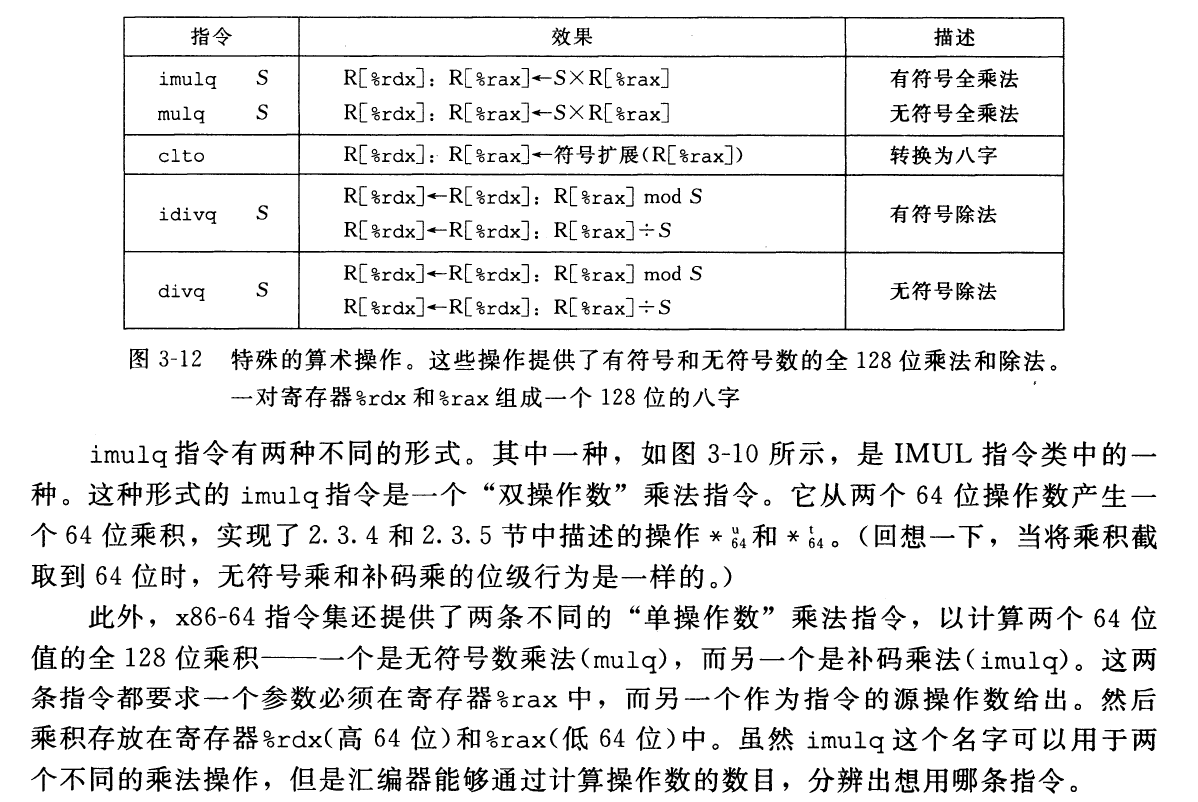 指令 效果 描述
imulq S R[%rdx]: R[%rax]←S×R[%rax] 有符号全乘法
mulq S R[%rdx]: R[%rax]←S×R[%rax] 无符号全乘法
clto R[%rdx]: R[%rax]←符号扩展(R[%rax]) 转换为八字
idivq S R[%rdx]←R[%rdx]: R[%rax] mod S 有符号除法
R[%rdx]←R[%rdx]: R[%rax]÷S
divq S R[%rdx]←R[%rdx]: R[%rax] mod S 无符号除法
R[%rdx]←R[%rdx]: R[%rax]÷S
图 3-12 特殊的算术操作。这些操作提供了有符号和无符号数的全 128 位乘法和除法。
一对寄存器%rdx 和%rax 组成一个 128 位的八字
imulq 指令有两种不同的形式。其中一种，如图 3-10 所示，是 IMUL 指令类中的一
种。这种形式的 imulq 指令是一个“双操作数”乘法指令。它从两个 64 位操作数产生一
个 64 位乘积，实现了 2.3.4 和 2.3.5 节中描述的操作 *ᵘ₆₄ 和 *ᵗ₆₄。（回想一下，当将乘积截
取到 64 位时，无符号乘和补码乘的位级行为是一样的。）
此外，x86-64 指令集还提供了两条不同的“单操作数”乘法指令，以计算两个 64 位
值的全 128 位乘积——一个是无符号数乘法(mulq)，而另一个是补码乘法(imulq)。这两
条指令都要求一个参数必须在寄存器%rax 中，而另一个作为指令的源操作数给出。然后
乘积存放在寄存器%rdx(高 64 位)和%rax(低 64 位)中。虽然 imulq 这个名字可以用于两
个不同的乘法操作，但是汇编器能够通过计算操作数的数目，分辨出想用哪条指令。